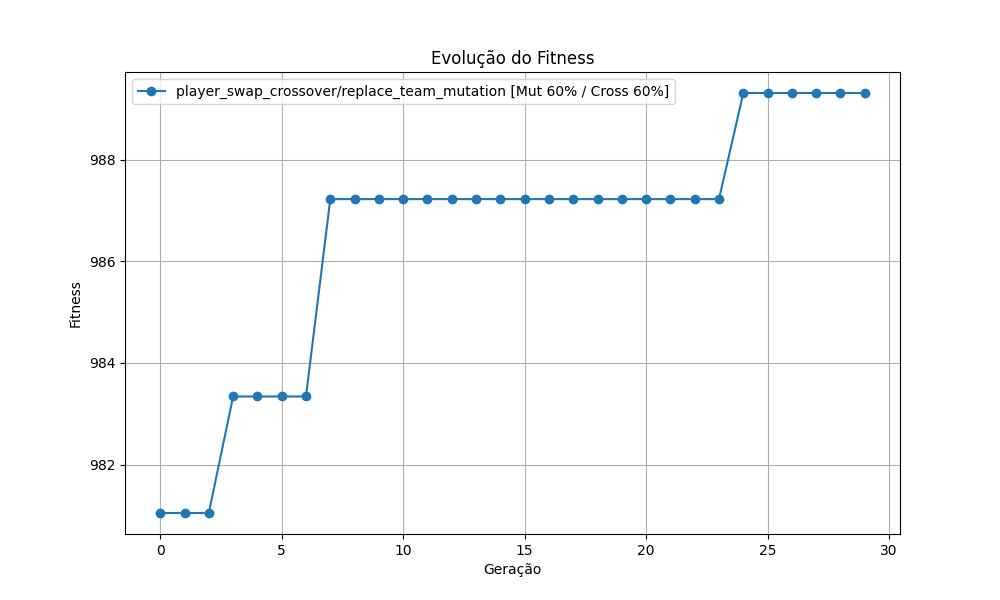 Evolução do Fitness
player_swap_crossover/replace_team_mutation [Mut 60% / Cross 60%]
988
986
984
982
Fitness
0 5 10 15 20 25 30
Geração